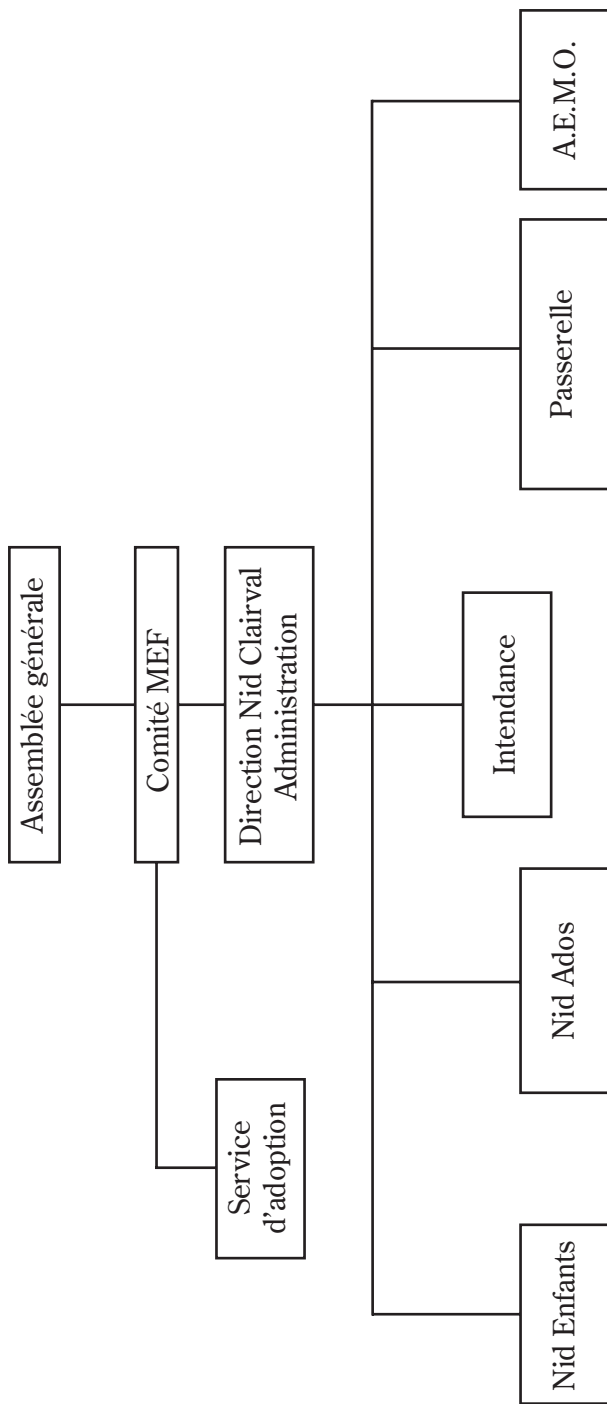 Assemblée générale
Comité MEF
Direction Nid Clairval
Administration
Service
d'adoption
Nid Enfants
Nid Ados
Intendance
Passerelle
A.E.M.O.